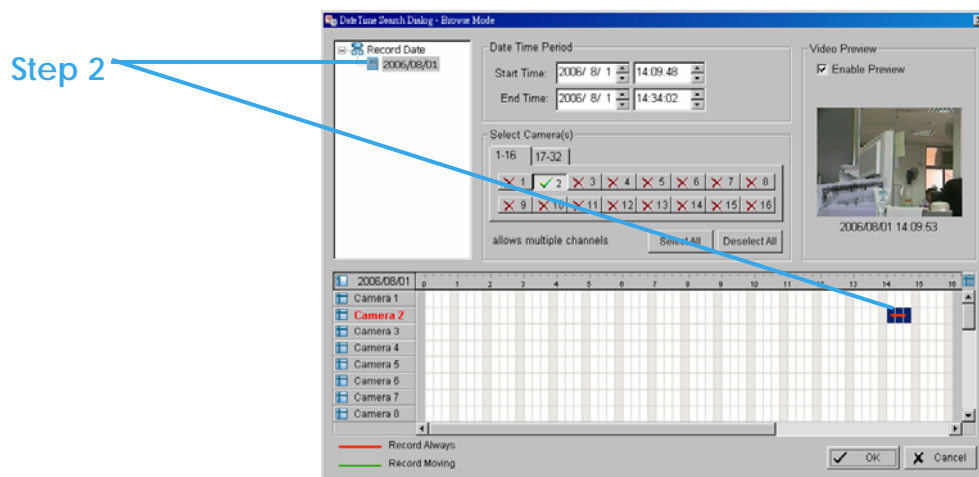 DateTime Search Dialog - Browse Mode
Step 2
Record Date
2006/08/01
Date Time Period
Start Time: 2006/ 8/ 1 14:09:48
End Time: 2006/ 8/ 1 14:34:02
Select Camera(s)
1-16 17-32
1 2 3 4 5 6 7 8
9 10 11 12 13 14 15 16
allows multiple channels Select All Deselect All
Video Preview
Enable Preview
2006/08/01 14:09:53
2006/08/01 0 1 2 3 4 5 6 7 8 9 10 11 12 13 14 15 16
Camera 1
Camera 2
Camera 3
Camera 4
Camera 5
Camera 6
Camera 7
Camera 8
Record Always
Record Moving
OK Cancel